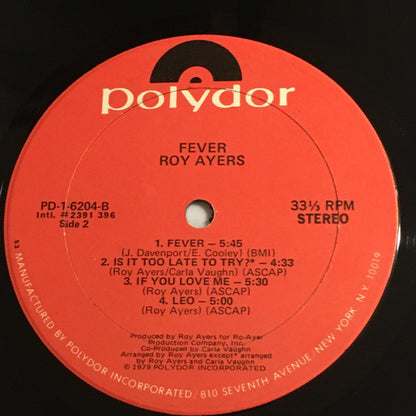 polydor
FEVER
ROY AYERS
PD-1-6204-B
Intl. #2391 396
Side 2
33⅓ RPM
STEREO
1. FEVER — 5:45
(J. Davenport/E. Cooley) (BMI)
2. IS IT TOO LATE TO TRY?* — 4:33
(Roy Ayers/Carla Vaughn) (ASCAP)
3. IF YOU LOVE ME — 5:30
(Roy Ayers) (ASCAP)
4. LEO — 5:00
(Roy Ayers) (ASCAP)
Produced by Roy Ayers for Ro-Ayer
Production Company, Inc.
Co-Produced by Carla Vaughn
Arranged by Roy Ayers except* arranged
by Roy Ayers and Carla Vaughn
Ⓟ 1979 POLYDOR INCORPORATED
53 MANUFACTURED BY POLYDOR INCORPORATED/810 SEVENTH AVENUE, NEW YORK, N.Y. 10019